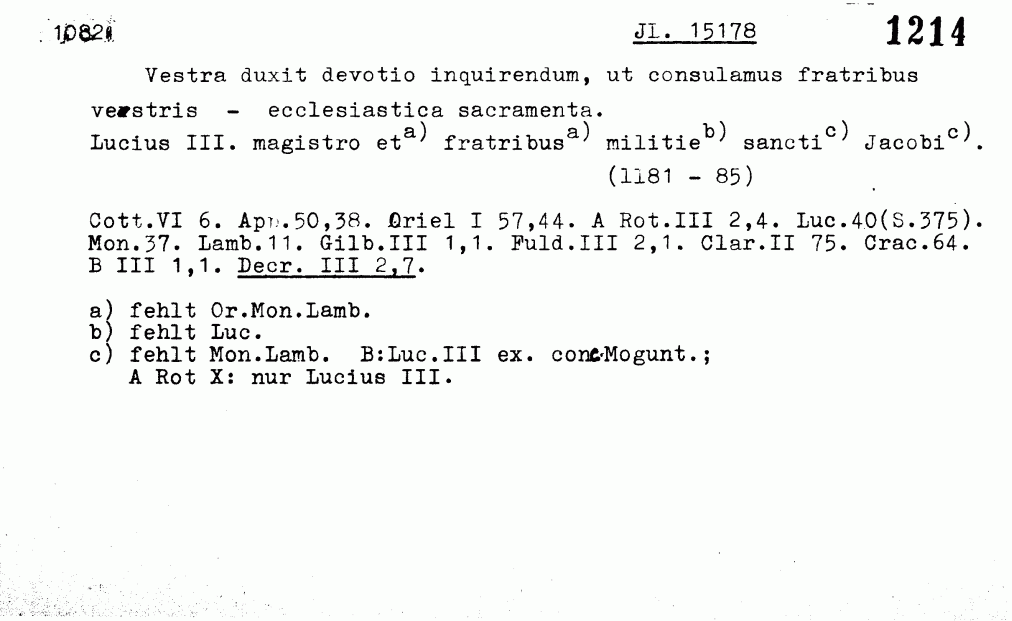 1082 JL. 15178 1214
Vestra duxit devotio inquirendum, ut consulamus fratribus
vestris - ecclesiastica sacramenta.
Lucius III. magistro et a) fratribus a) militie b) sancti c) Jacobi c).
(1181 - 85)
Cott.VI 6. App.50,38. Oriel I 57,44. A Rot.III 2,4. Luc.40(S.375).
Mon.37. Lamb.11. Gilb.III 1,1. Fuld.III 2,1. Clar.II 75. Crac.64.
B III 1,1. Decr. III 2,7.
a) fehlt Or.Mon.Lamb.
b) fehlt Luc.
c) fehlt Mon.Lamb. B:Luc.III ex. conc.Mogunt.;
A Rot X: nur Lucius III.